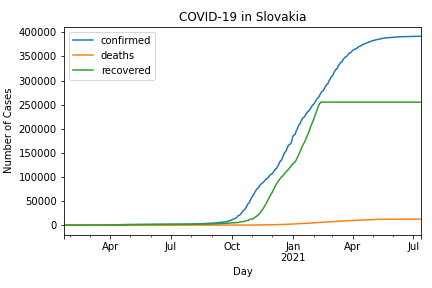 COVID-19 in Slovakia
confirmed
deaths
recovered
400000
350000
300000
250000
200000
150000
100000
50000
0
Number of Cases
Apr
Jul
Oct
Jan
2021
Apr
Jul
Day